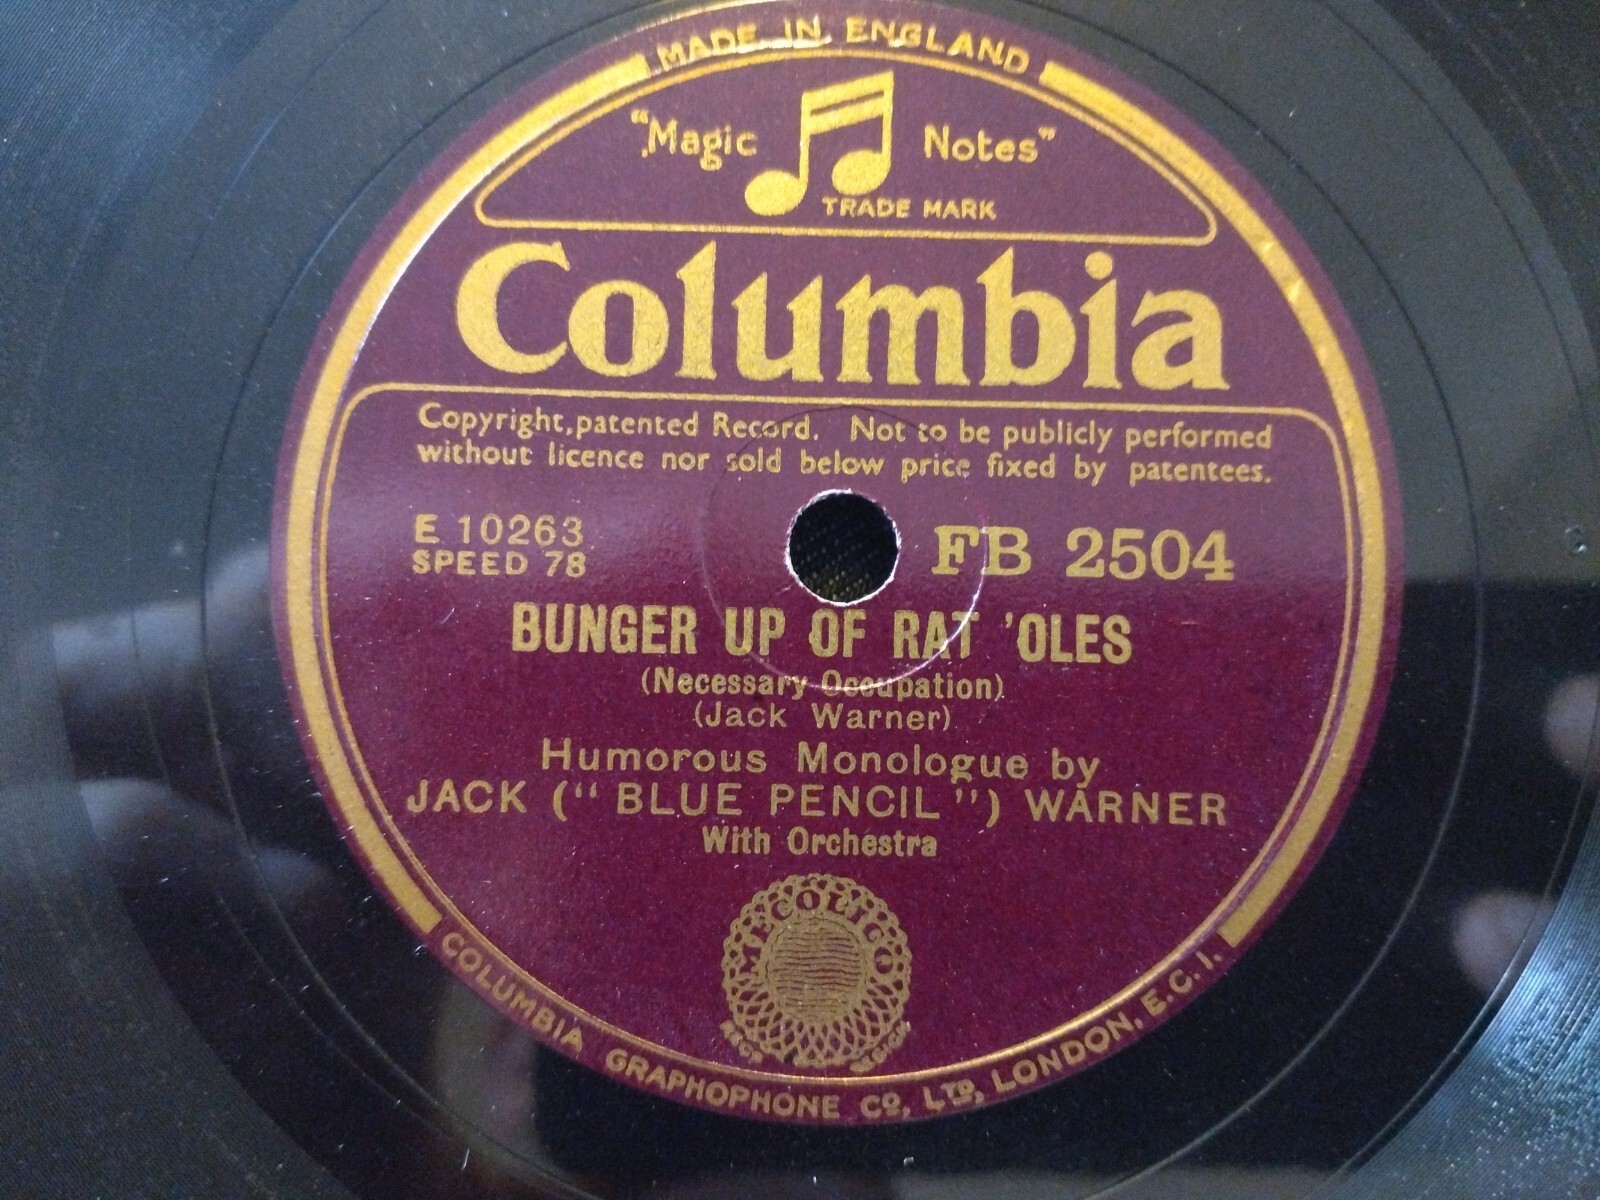 MADE IN ENGLAND
"Magic Notes"
TRADE MARK
Columbia
Copyright, patented Record. Not to be publicly performed
without licence nor sold below price fixed by patentees.
E 10263
SPEED 78
FB 2504
BUNGER UP OF RAT 'OLES
(Necessary Occupation)
(Jack Warner)
Humorous Monologue by
JACK ("BLUE PENCIL") WARNER
With Orchestra
COLUMBIA GRAPHOPHONE CO, LTD, LONDON, E.C.1.